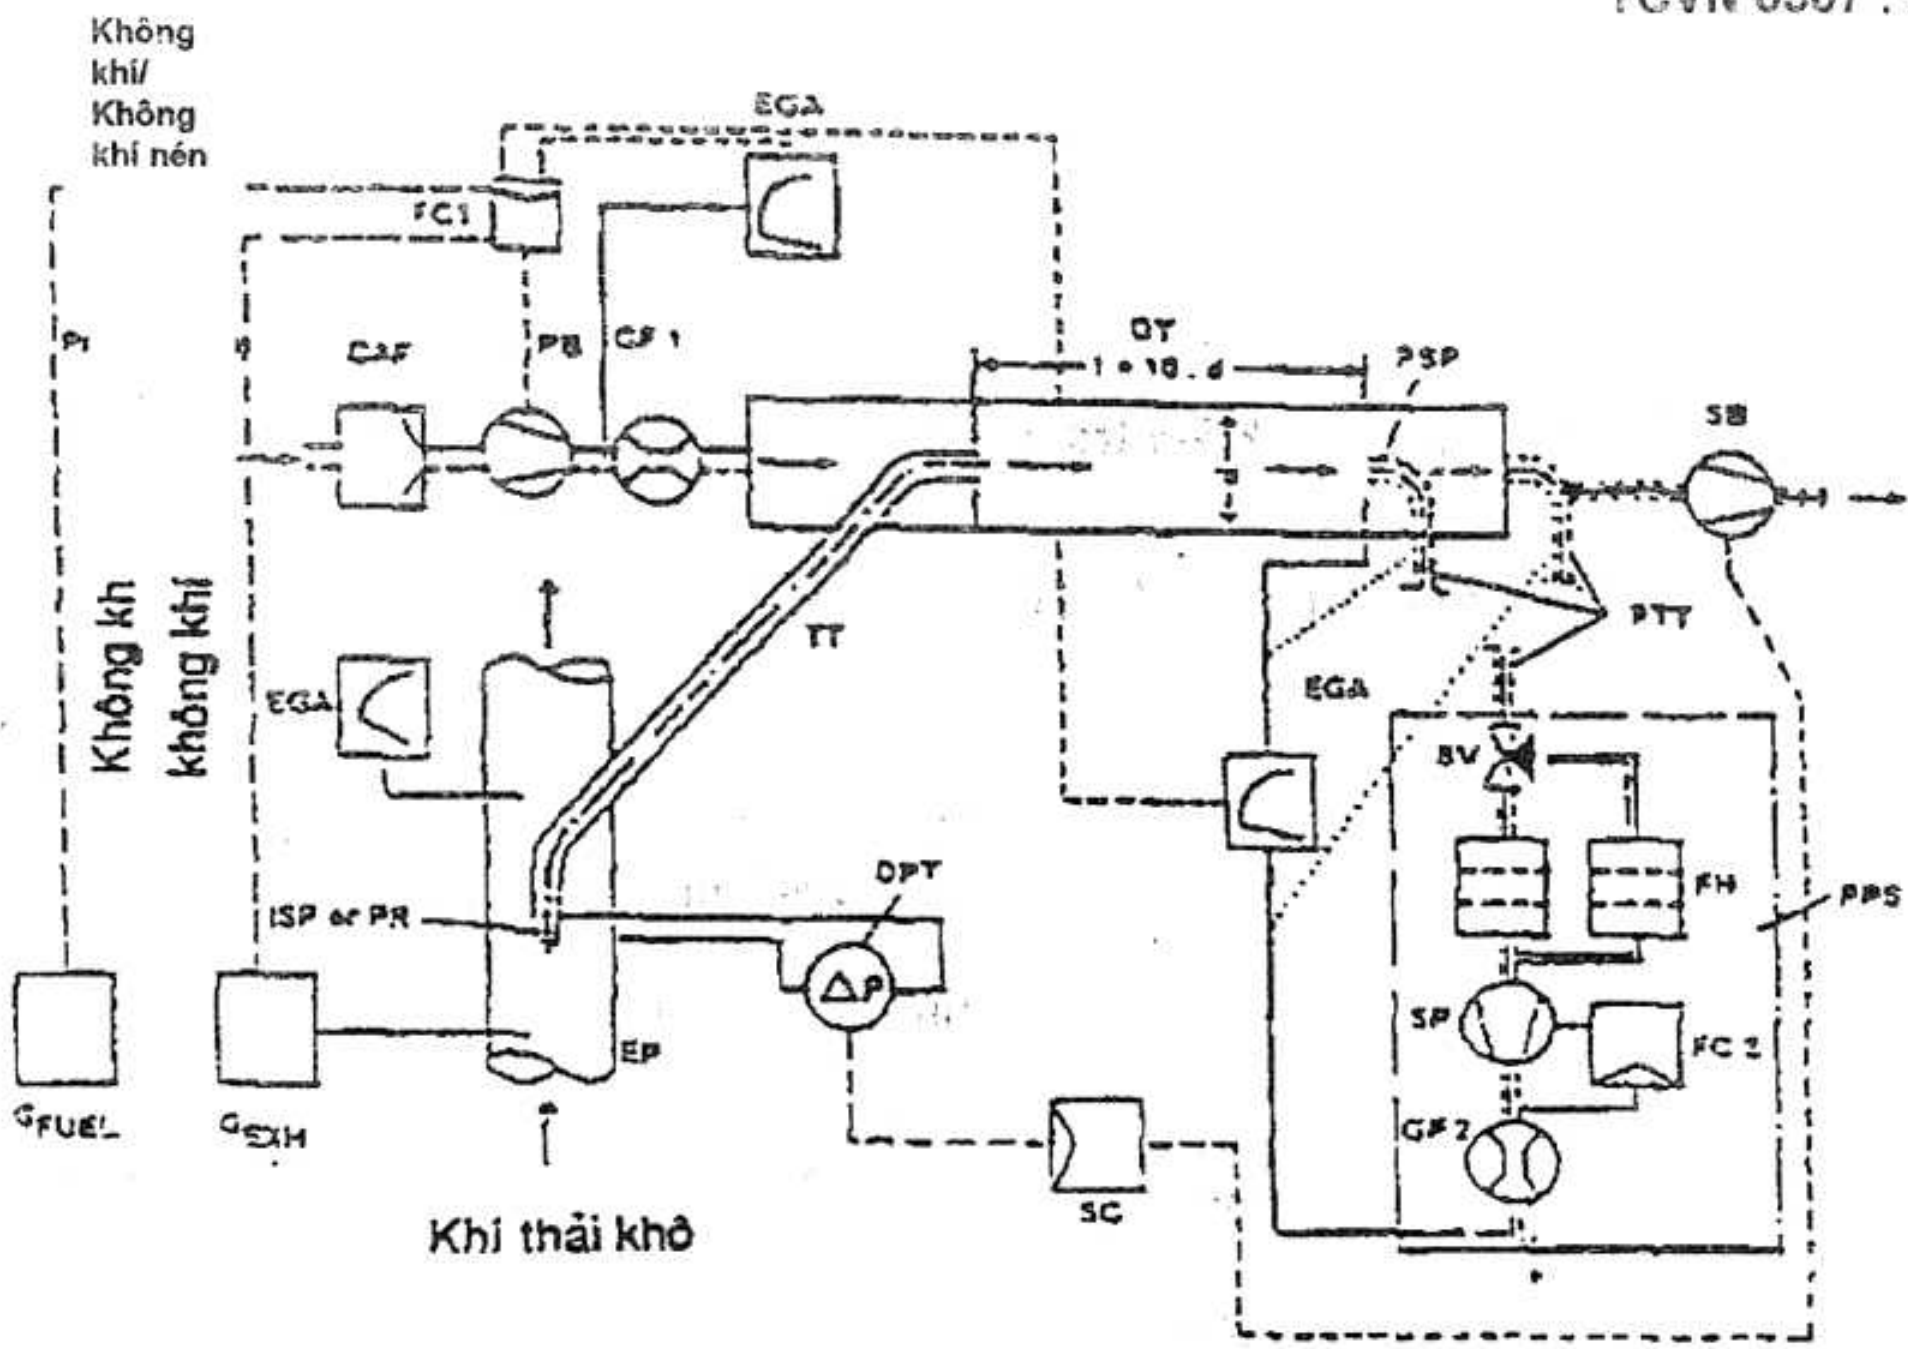 Không
khí/
Không
khí nén
EGA
FC1
PB
GF 1
DT
PSP
SB
TT
PTT
Không kh
không khí
EGA
EGA
BV
DPT
ISP or PR
FH
PPS
ΔP
SP
FC 2
EP
GFUEL
GEXH
GF 2
SC
Khí thải khô